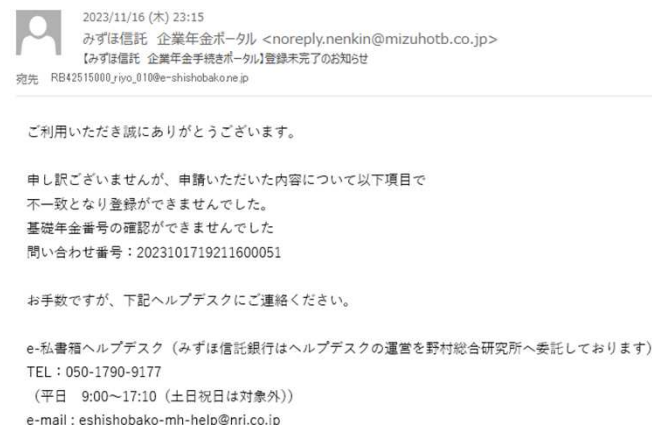 2023/11/16 (木) 23:15
みずほ信託　企業年金ポータル <noreply.nenkin@mizuhotb.co.jp>
【みずほ信託　企業年金手続きポータル】登録未完了のお知らせ
宛先　RB42515000_riyo_010@e-shishobako.ne.jp
ご利用いただき誠にありがとうございます。
申し訳ございませんが、申請いただいた内容について以下項目で
不一致となり登録ができませんでした。
基礎年金番号の確認ができませんでした
問い合わせ番号：2023101719211600051
お手数ですが、下記ヘルプデスクにご連絡ください。
e-私書箱ヘルプデスク（みずほ信託銀行はヘルプデスクの運営を野村総合研究所へ委託しております）
TEL：050-1790-9177
（平日　9:00～17:10（土日祝日は対象外））
e-mail : eshishobako-mh-help@nri.co.jp